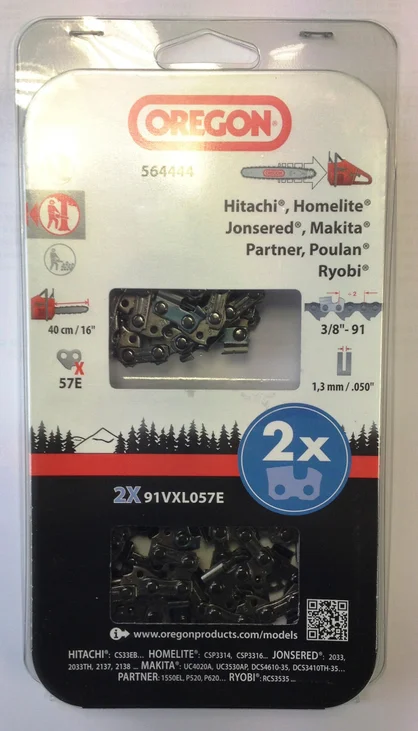 OREGON®
564444
Hitachi®, Homelite®
Jonsered®, Makita®
Partner, Poulan®
Ryobi®
40 cm / 16"
÷ 2
3/8"- 91
X
57E
1,3 mm / .050"
2x
2X 91VXL057E
i www.oregonproducts.com/models
HITACHI®: CS33EB... HOMELITE®: CSP3314, CSP3316... JONSERED®: 2033,
2033TH, 2137, 2138 ... MAKITA®: UC4020A, UC3530AP, DCS4610-35, DCS3410TH-35...
PARTNER: 1550EL, P520, P620... RYOBI®: RCS3535 ...